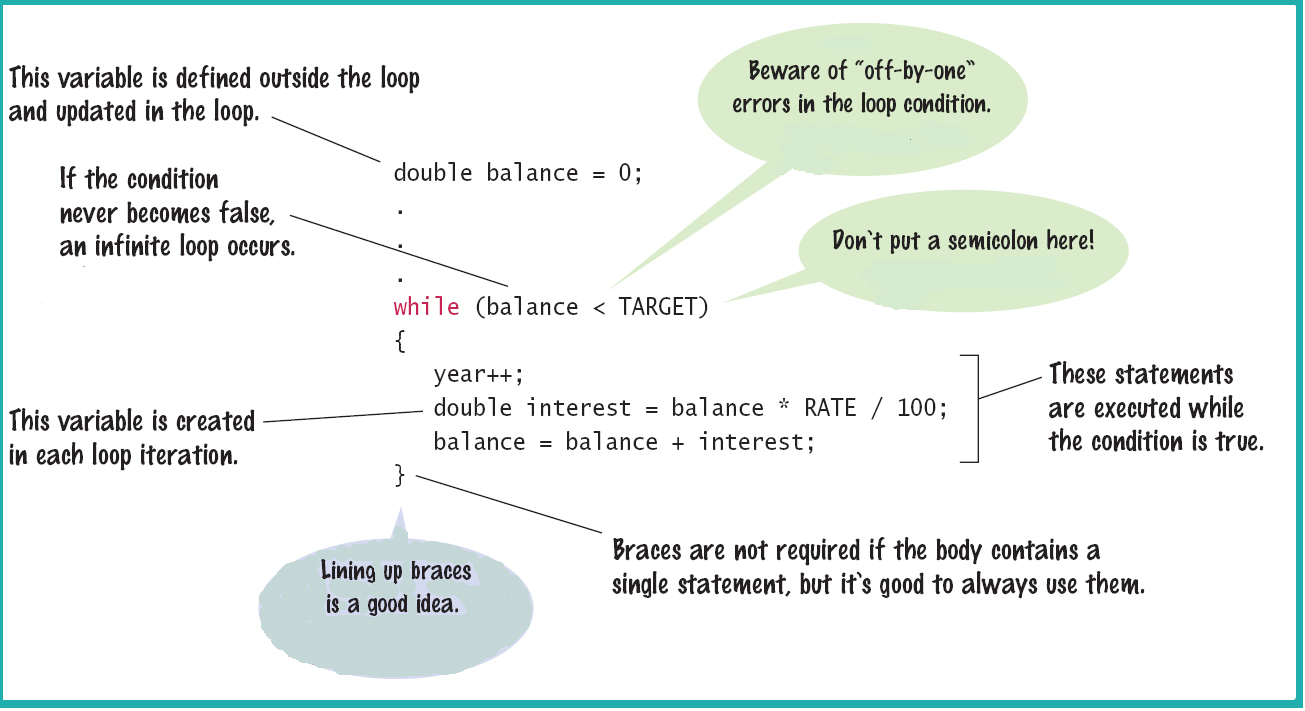 This variable is defined outside the loop
and updated in the loop.
Beware of “off-by-one”
errors in the loop condition.
double balance = 0;
If the condition
never becomes false,
an infinite loop occurs.
.
.
.
Don't put a semicolon here!
while (balance < TARGET)
{
year++;
double interest = balance * RATE / 100;
balance = balance + interest;
}
These statements
are executed while
the condition is true.
This variable is created
in each loop iteration.
Braces are not required if the body contains a
single statement, but it's good to always use them.
Lining up braces
is a good idea.